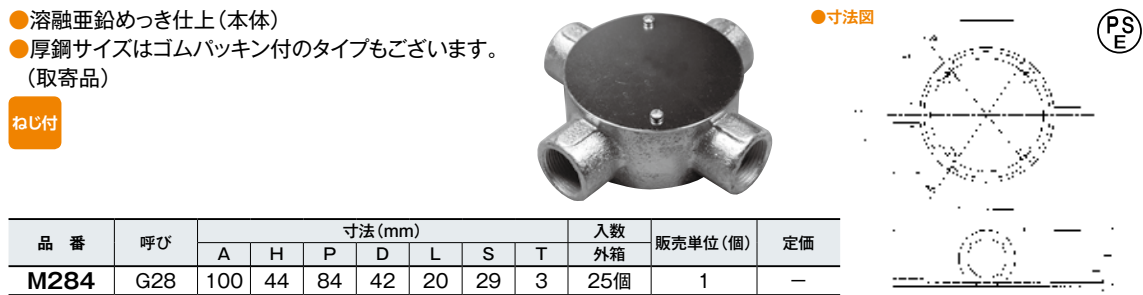 ●溶融亜鉛めっき仕上（本体）
●厚鋼サイズはゴムパッキン付のタイプもございます。
（取寄品）
ねじ付
●寸法図
PS
E
品 番 呼び 寸法（mm） 入数 販売単位（個） 定価
A H P D L S T 外箱
M284 G28 100 44 84 42 20 29 3 25個 1 －